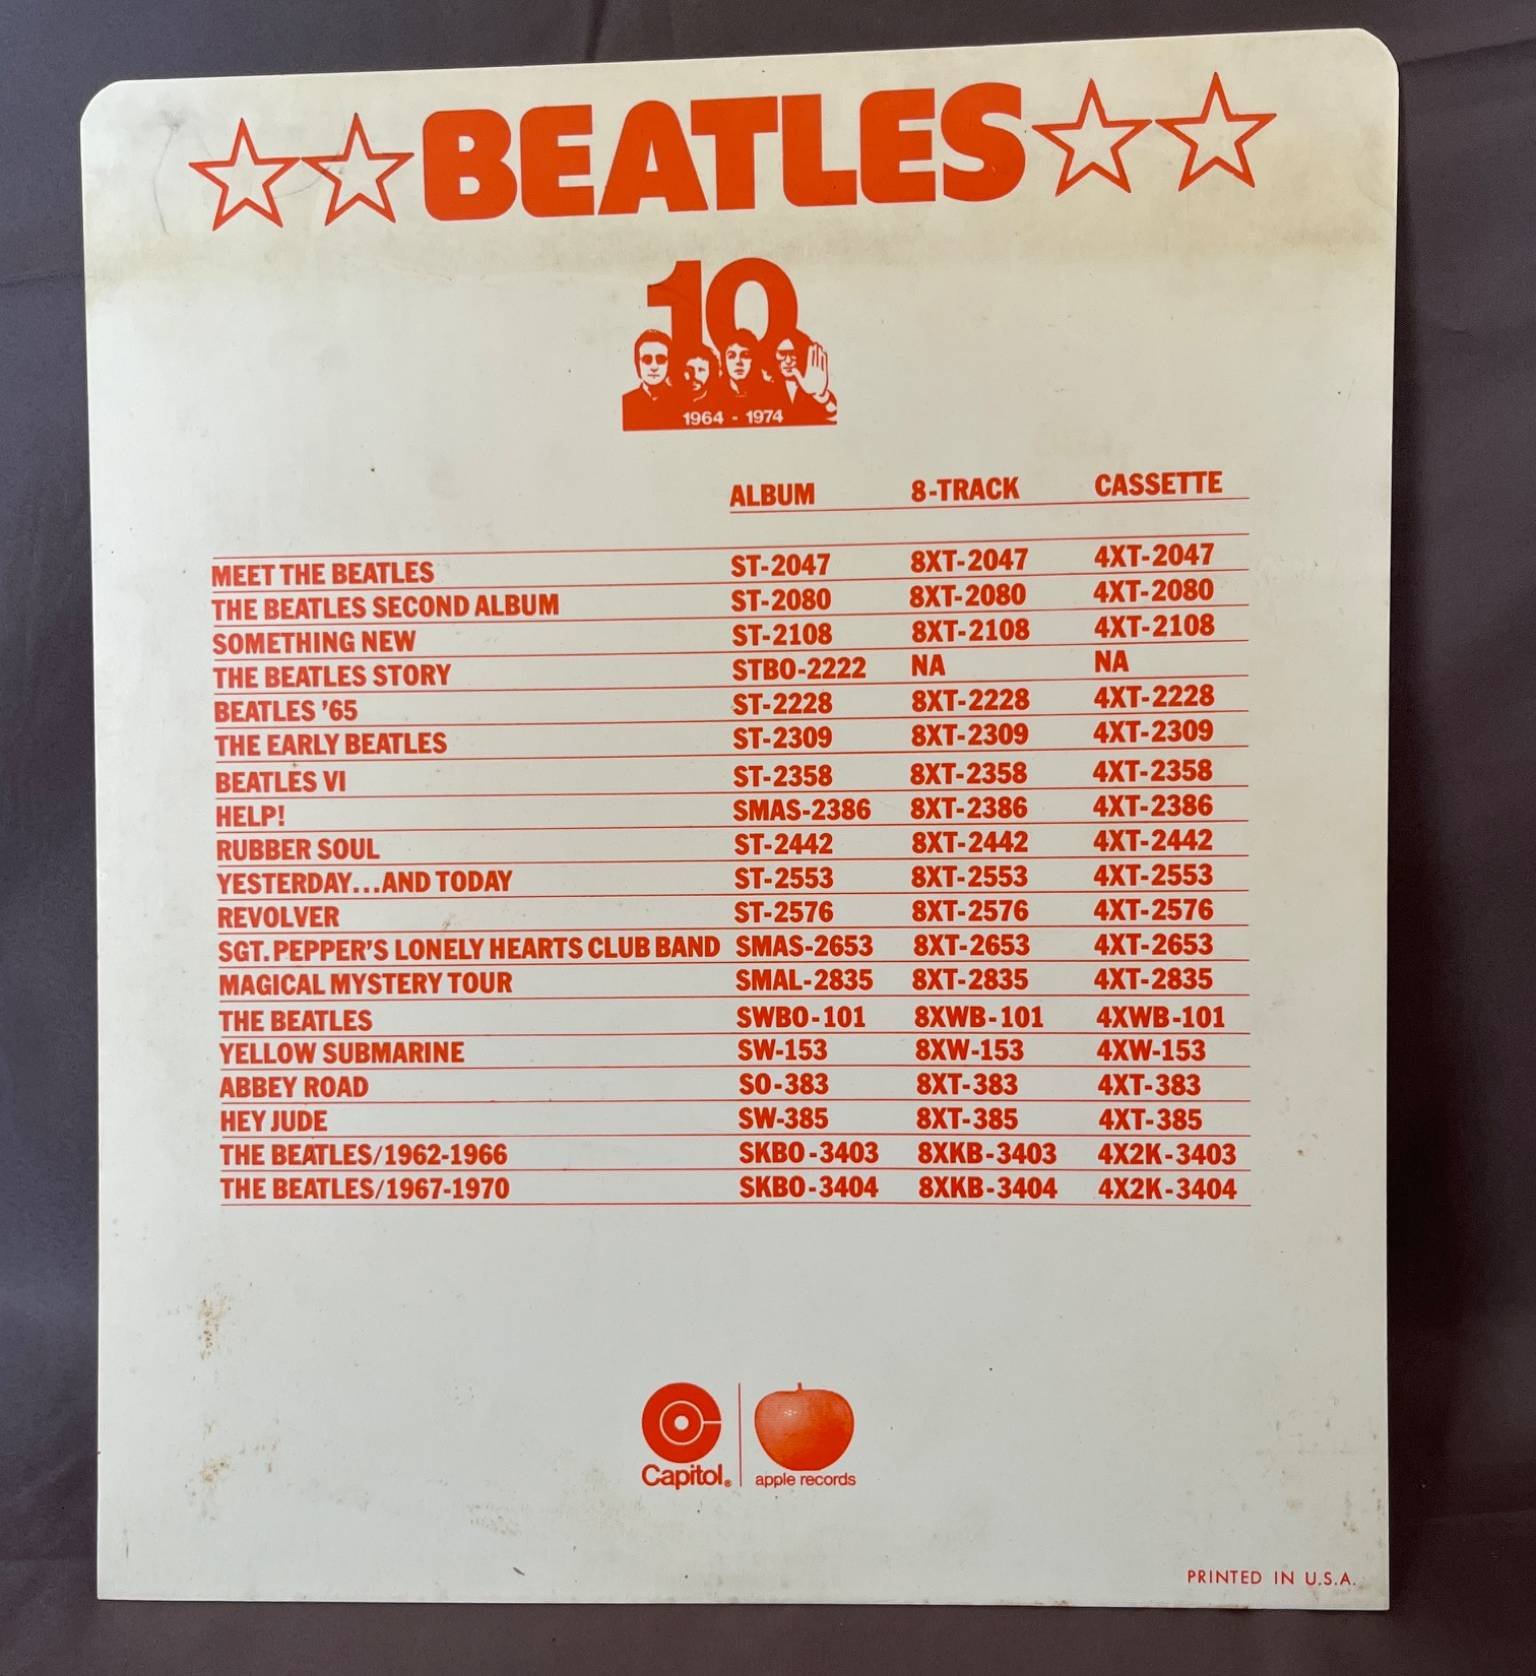 BEATLES
10
1964 - 1974
ALBUM 8-TRACK CASSETTE
MEET THE BEATLES ST-2047 8XT-2047 4XT-2047
THE BEATLES SECOND ALBUM ST-2080 8XT-2080 4XT-2080
SOMETHING NEW ST-2108 8XT-2108 4XT-2108
THE BEATLES STORY STBO-2222 NA NA
BEATLES '65 ST-2228 8XT-2228 4XT-2228
THE EARLY BEATLES ST-2309 8XT-2309 4XT-2309
BEATLES VI ST-2358 8XT-2358 4XT-2358
HELP! SMAS-2386 8XT-2386 4XT-2386
RUBBER SOUL ST-2442 8XT-2442 4XT-2442
YESTERDAY...AND TODAY ST-2553 8XT-2553 4XT-2553
REVOLVER ST-2576 8XT-2576 4XT-2576
SGT. PEPPER'S LONELY HEARTS CLUB BAND SMAS-2653 8XT-2653 4XT-2653
MAGICAL MYSTERY TOUR SMAL-2835 8XT-2835 4XT-2835
THE BEATLES SWBO-101 8XWB-101 4XWB-101
YELLOW SUBMARINE SW-153 8XW-153 4XW-153
ABBEY ROAD SO-383 8XT-383 4XT-383
HEY JUDE SW-385 8XT-385 4XT-385
THE BEATLES/1962-1966 SKBO-3403 8XKB-3403 4X2K-3403
THE BEATLES/1967-1970 SKBO-3404 8XKB-3404 4X2K-3404
Capitol® apple records
PRINTED IN U.S.A.